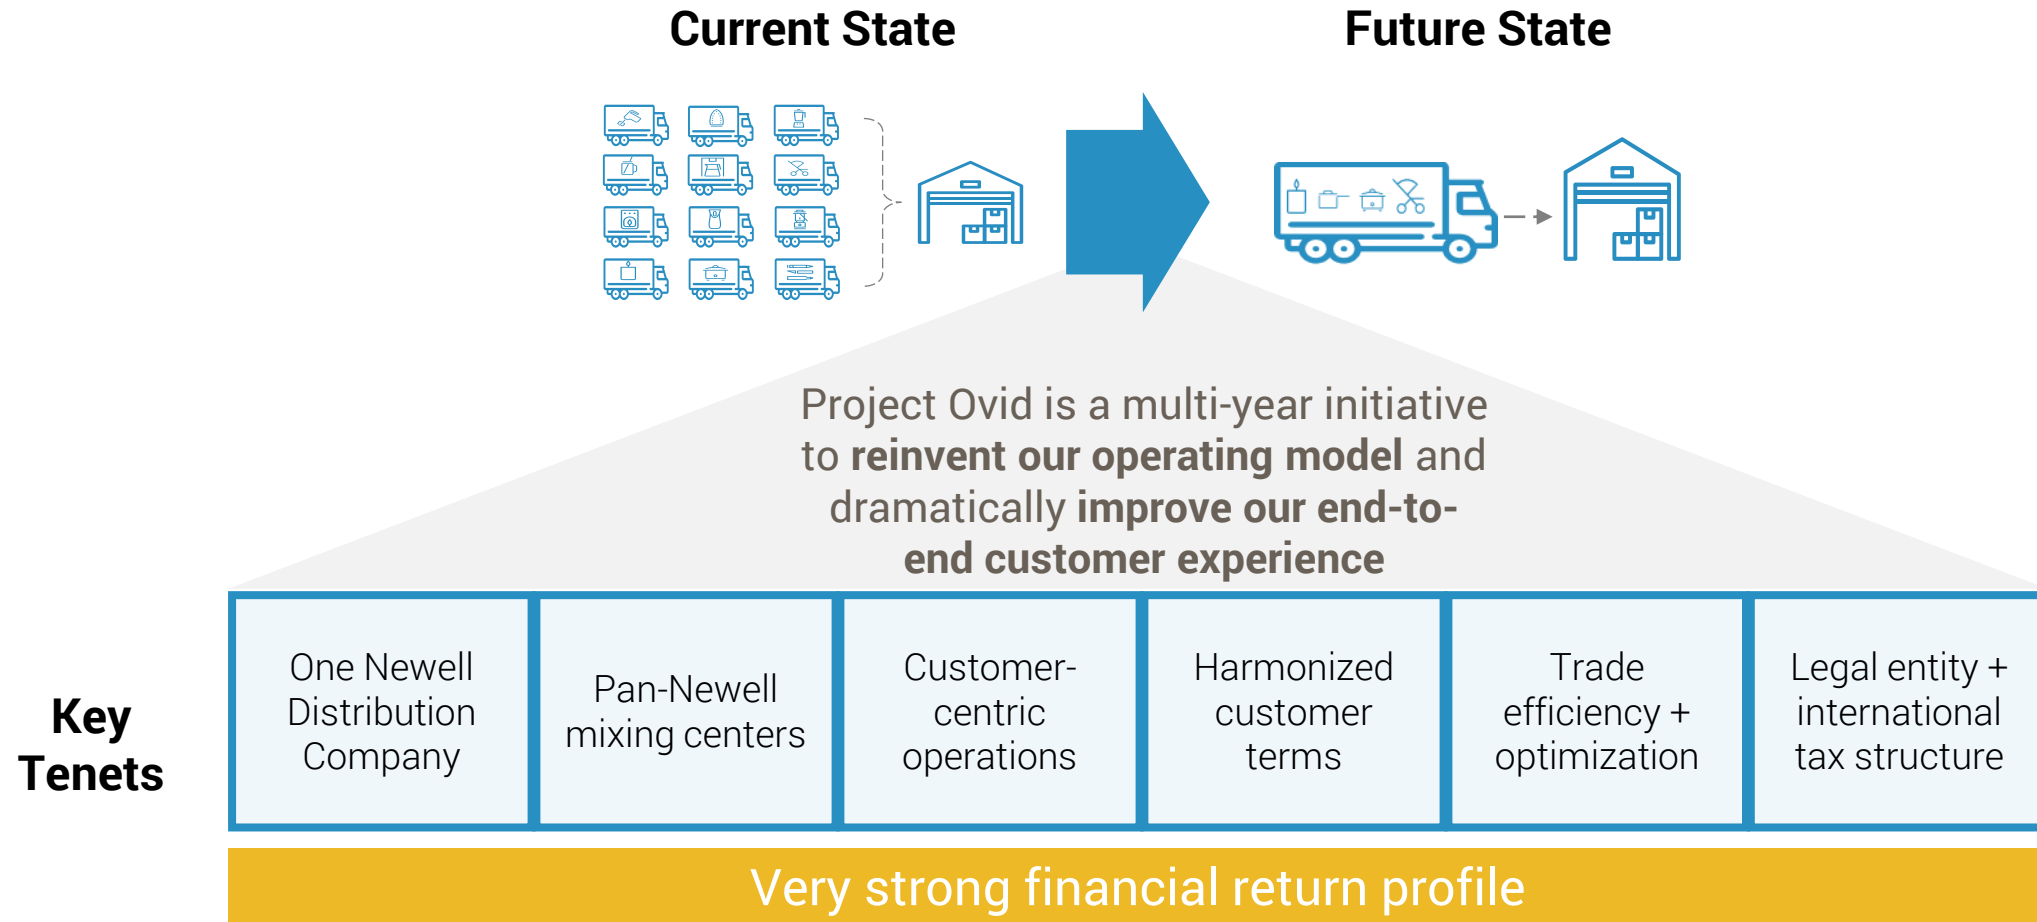 Current State
Future State
Project Ovid is a multi-year initiative
to reinvent our operating model and
dramatically improve our end-to-
end customer experience
Key
Tenets
One Newell
Distribution
Company
Pan-Newell
mixing centers
Customer-
centric
operations
Harmonized
customer
terms
Trade
efficiency +
optimization
Legal entity +
international
tax structure
Very strong financial return profile